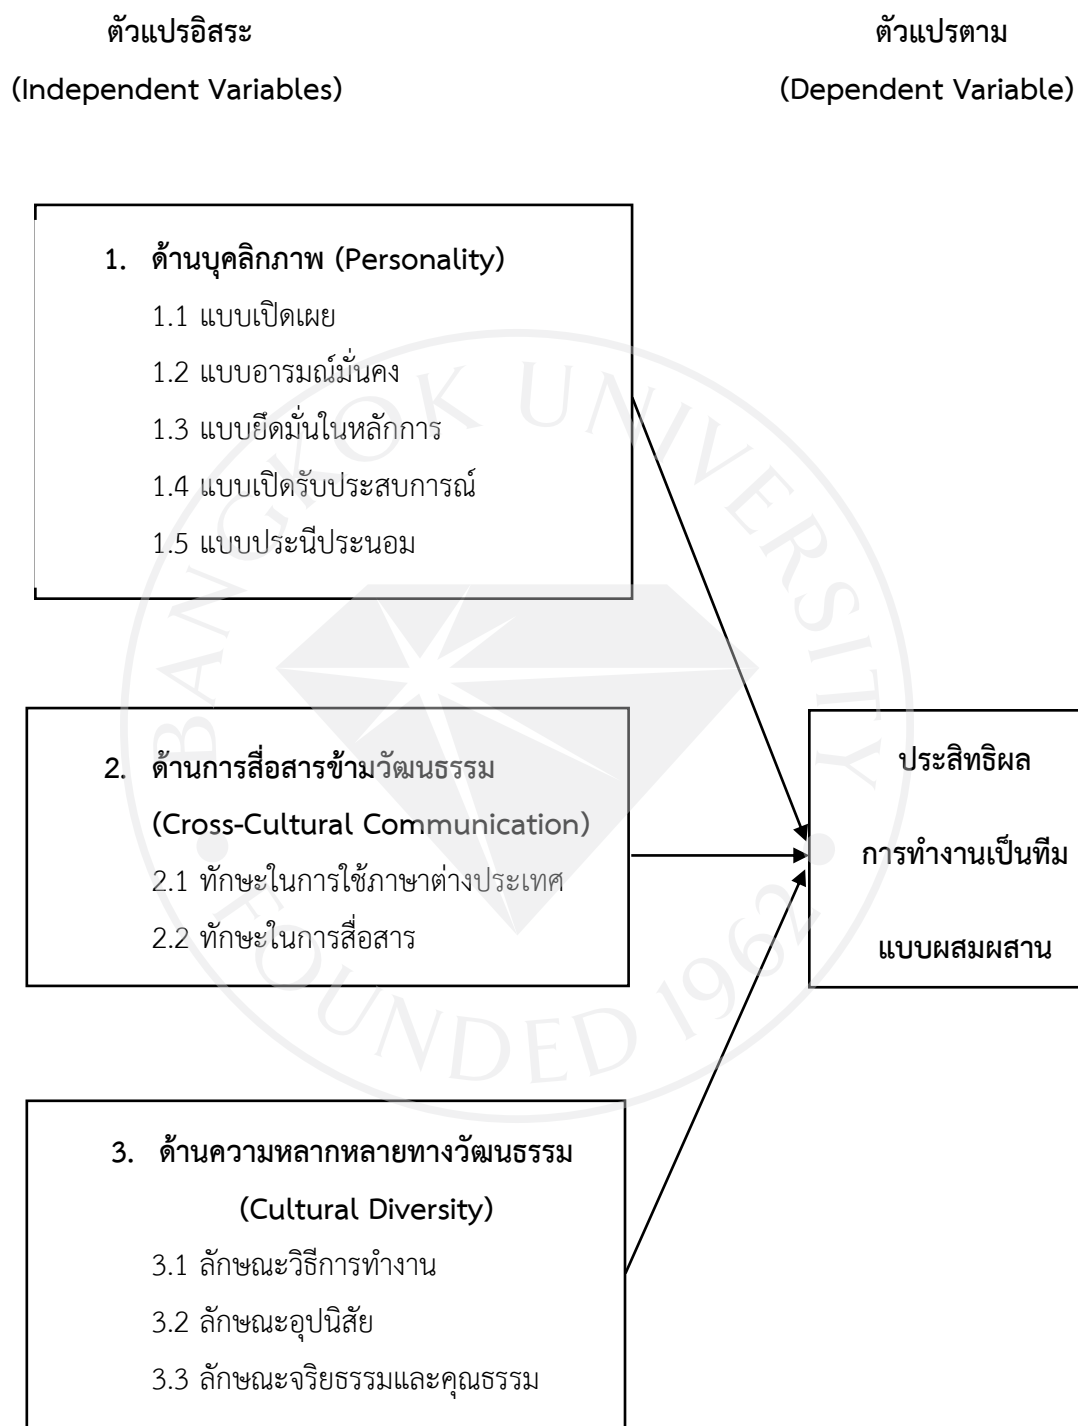 ตัวแปรอิสระ
(Independent Variables)
ตัวแปรตาม
(Dependent Variable)
1. ด้านบุคลิกภาพ (Personality)
1.1 แบบเปิดเผย
1.2 แบบอารมณ์มั่นคง
1.3 แบบยึดมั่นในหลักการ
1.4 แบบเปิดรับประสบการณ์
1.5 แบบประนีประนอม
2. ด้านการสื่อสารข้ามวัฒนธรรม
(Cross-Cultural Communication)
2.1 ทักษะในการใช้ภาษาต่างประเทศ
2.2 ทักษะในการสื่อสาร
3. ด้านความหลากหลายทางวัฒนธรรม
(Cultural Diversity)
3.1 ลักษณะวิธีการทำงาน
3.2 ลักษณะอุปนิสัย
3.3 ลักษณะจริยธรรมและคุณธรรม
ประสิทธิผล
การทำงานเป็นทีม
แบบผสมผสาน
BANGKOK UNIVERSITY
FOUNDED 1962